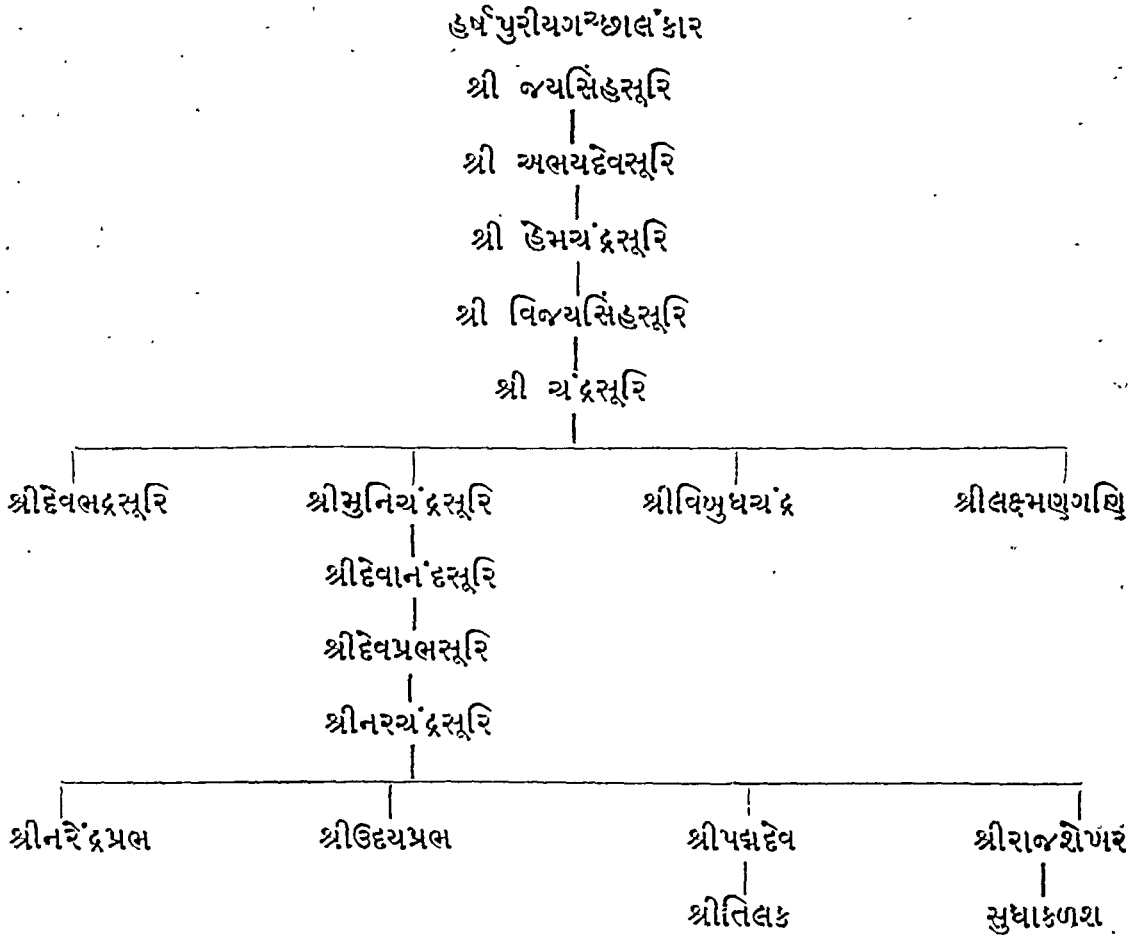 હર્ષપુરીયગચ્છાલંકાર
શ્રી જયસિંહસૂરિ
શ્રી અભયદેવસૂરિ
શ્રી હેમચંદ્રસૂરિ
શ્રી વિજયસિંહસૂરિ
શ્રી ચંદ્રસૂરિ
શ્રીદેવભદ્રસૂરિ શ્રીમુનિચંદ્રસૂરિ શ્રીવિબુધચંદ્ર શ્રીલક્ષ્મણગણિ
શ્રીદેવાનંદસૂરિ
શ્રીદેવપ્રભસૂરિ
શ્રીનરચંદ્રસૂરિ
શ્રીનરેંદ્રપ્રભ શ્રીઉદયપ્રભ શ્રીપદ્મદેવ શ્રીરાજશેખર
શ્રીતિલક સુધાકળશ